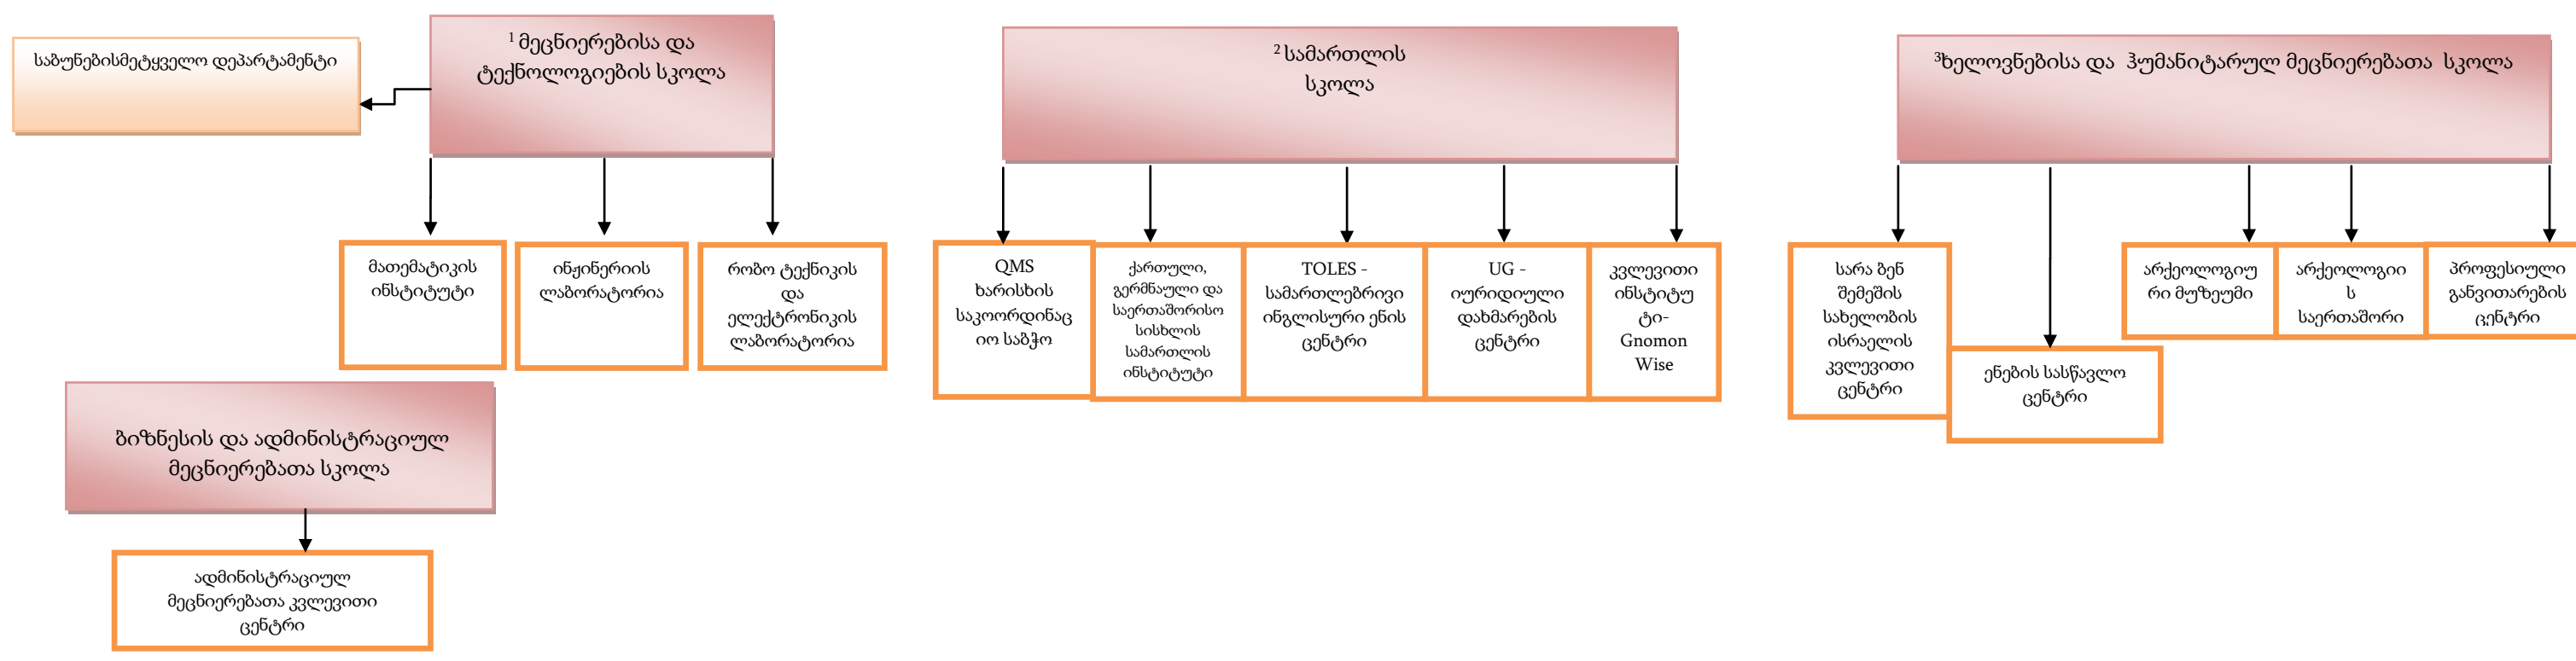 საბუნებისმეტყველო დეპარტამენტი
¹ მეცნიერებისა და
ტექნოლოგიების სკოლა
მათემატიკის
ინსტიტუტი
ინჟინერიის
ლაბორატორია
რობო ტექნიკის
და
ელექტრონიკის
ლაბორატორია
² სამართლის
სკოლა
QMS
ხარისხის
საკოორდინაც
იო საბჭო
ქართული,
გერმნაული და
საერთაშორისო
სისხლის
სამართლის
ინსტიტუტი
TOLES -
სამართლებრივი
ინგლისური ენის
ცენტრი
UG -
იურიდიული
დახმარების
ცენტრი
კვლევითი
ინსტიტუ
ტი-
Gnomon
Wise
³ხელოვნებისა და ჰუმანიტარულ მეცნიერებათა სკოლა
სარა ბენ
შემეშის
სახელობის
ისრაელის
კვლევითი
ცენტრი
ენების სასწავლო
ცენტრი
არქეოლოგიუ
რი მუზეუმი
არქეოლოგიი
ს
საერთაშორი
პროფესიული
განვითარების
ცენტრი
ბიზნესის და ადმინისტრაციულ
მეცნიერებათა სკოლა
ადმინისტრაციულ
მეცნიერებათა კვლევითი
ცენტრი